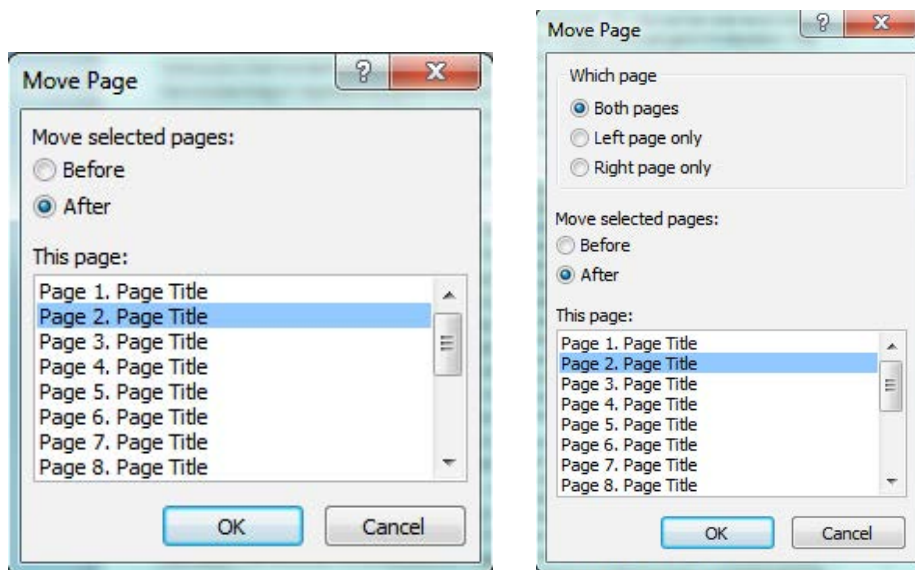 Move Page
Move selected pages:
Before
After
This page:
Page 1. Page Title
Page 2. Page Title
Page 3. Page Title
Page 4. Page Title
Page 5. Page Title
Page 6. Page Title
Page 7. Page Title
Page 8. Page Title
OK Cancel
Move Page
Which page
Both pages
Left page only
Right page only
Move selected pages:
Before
After
This page:
Page 1. Page Title
Page 2. Page Title
Page 3. Page Title
Page 4. Page Title
Page 5. Page Title
Page 6. Page Title
Page 7. Page Title
Page 8. Page Title
OK Cancel